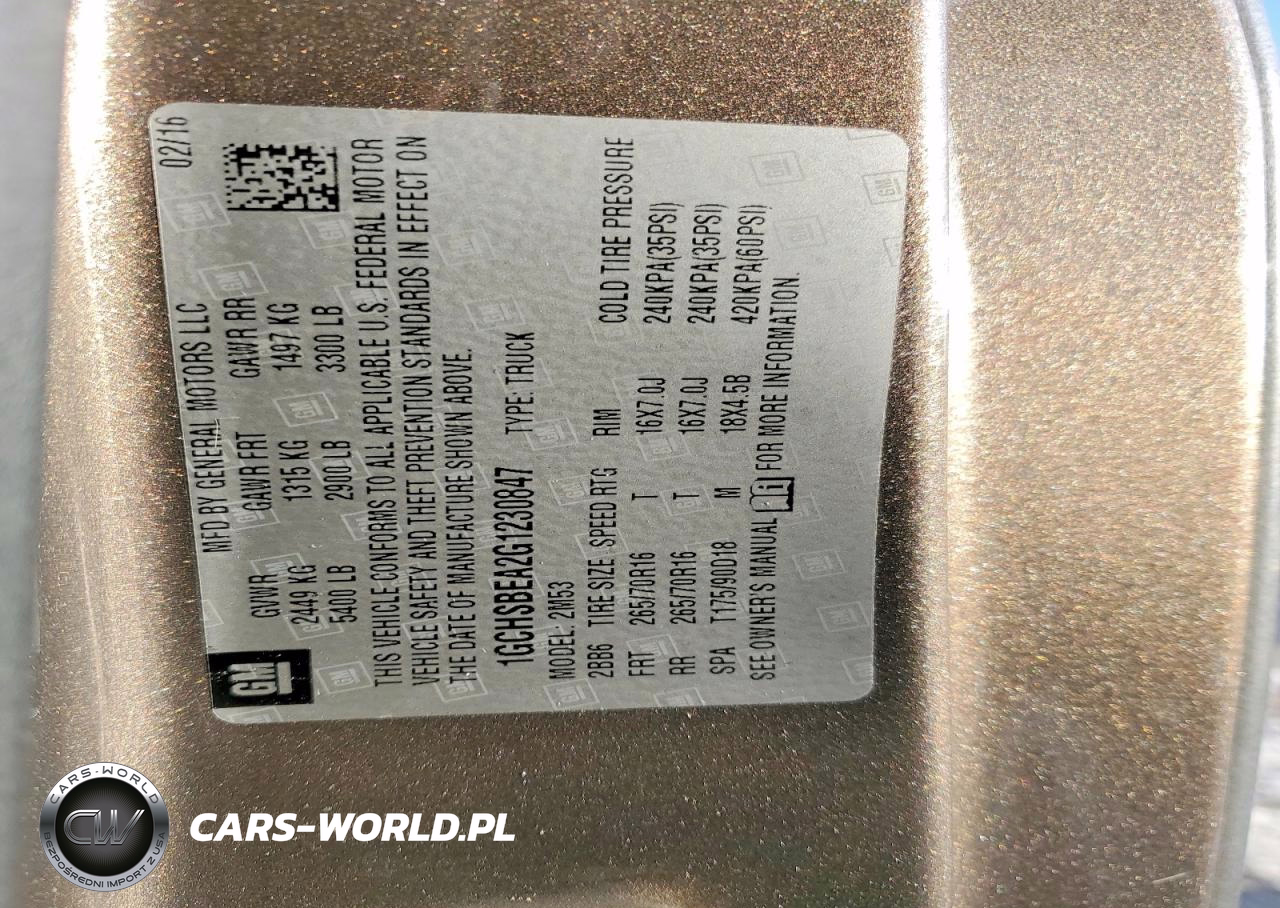 MFD BY GENERAL MOTORS LLC 02/16
GM
GVWR GAWR FRT GAWR RR
2449 KG 1315 KG 1497 KG
5400 LB 2900 LB 3300 LB
THIS VEHICLE CONFORMS TO ALL APPLICABLE U.S. FEDERAL MOTOR
VEHICLE SAFETY AND THEFT PREVENTION STANDARDS IN EFFECT ON
THE DATE OF MANUFACTURE SHOWN ABOVE.
1GCHSBEA2G1230847 TYPE: TRUCK
MODEL: 2M53
2BB6 TIRE SIZE SPEED RTG RIM COLD TIRE PRESSURE
FRT 265/70R16 T 16X7.0J 240KPA(35PSI)
RR 265/70R16 T 16X7.0J 240KPA(35PSI)
SPA T175/90D18 M 18X4.5B 420KPA(60PSI)
SEE OWNER'S MANUAL FOR MORE INFORMATION.
CARS-WORLD
CW
BEZPOŚREDNI IMPORT Z USA
CARS-WORLD.PL